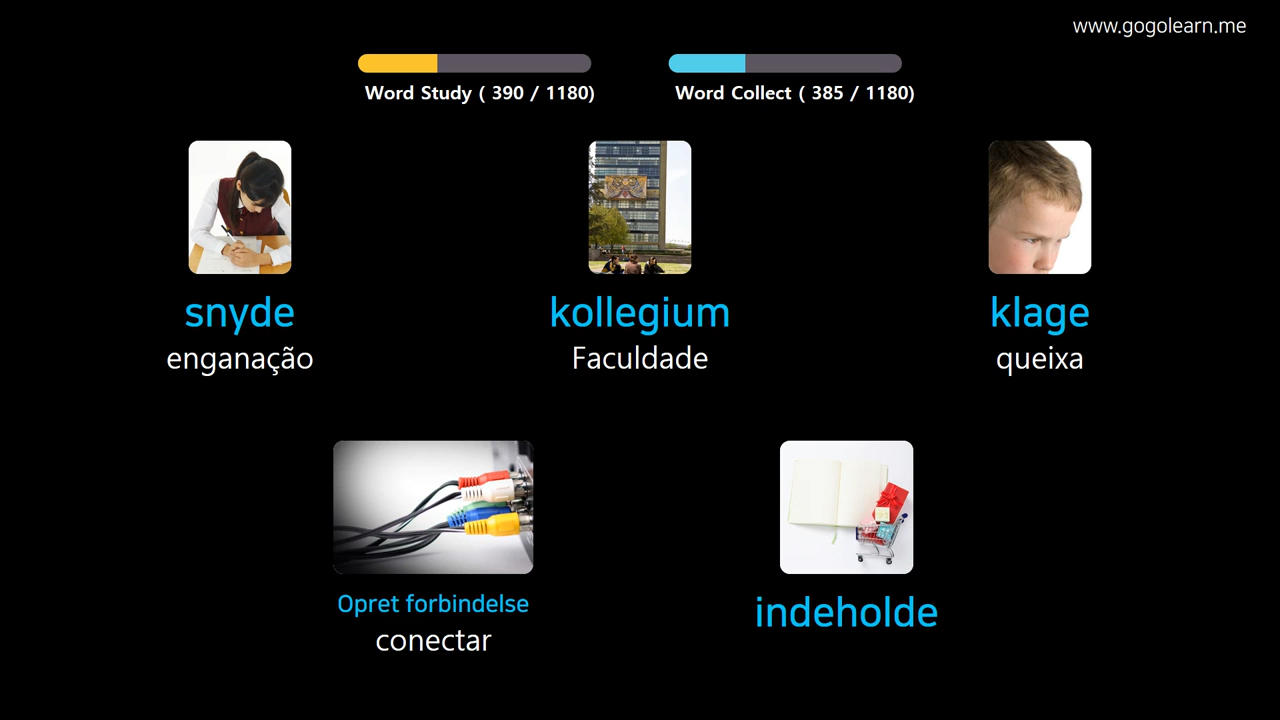 www.gogolearn.me
Word Study ( 390 / 1180)
Word Collect ( 385 / 1180)
snyde
enganação
kollegium
Faculdade
klage
queixa
Opret forbindelse
conectar
indeholde